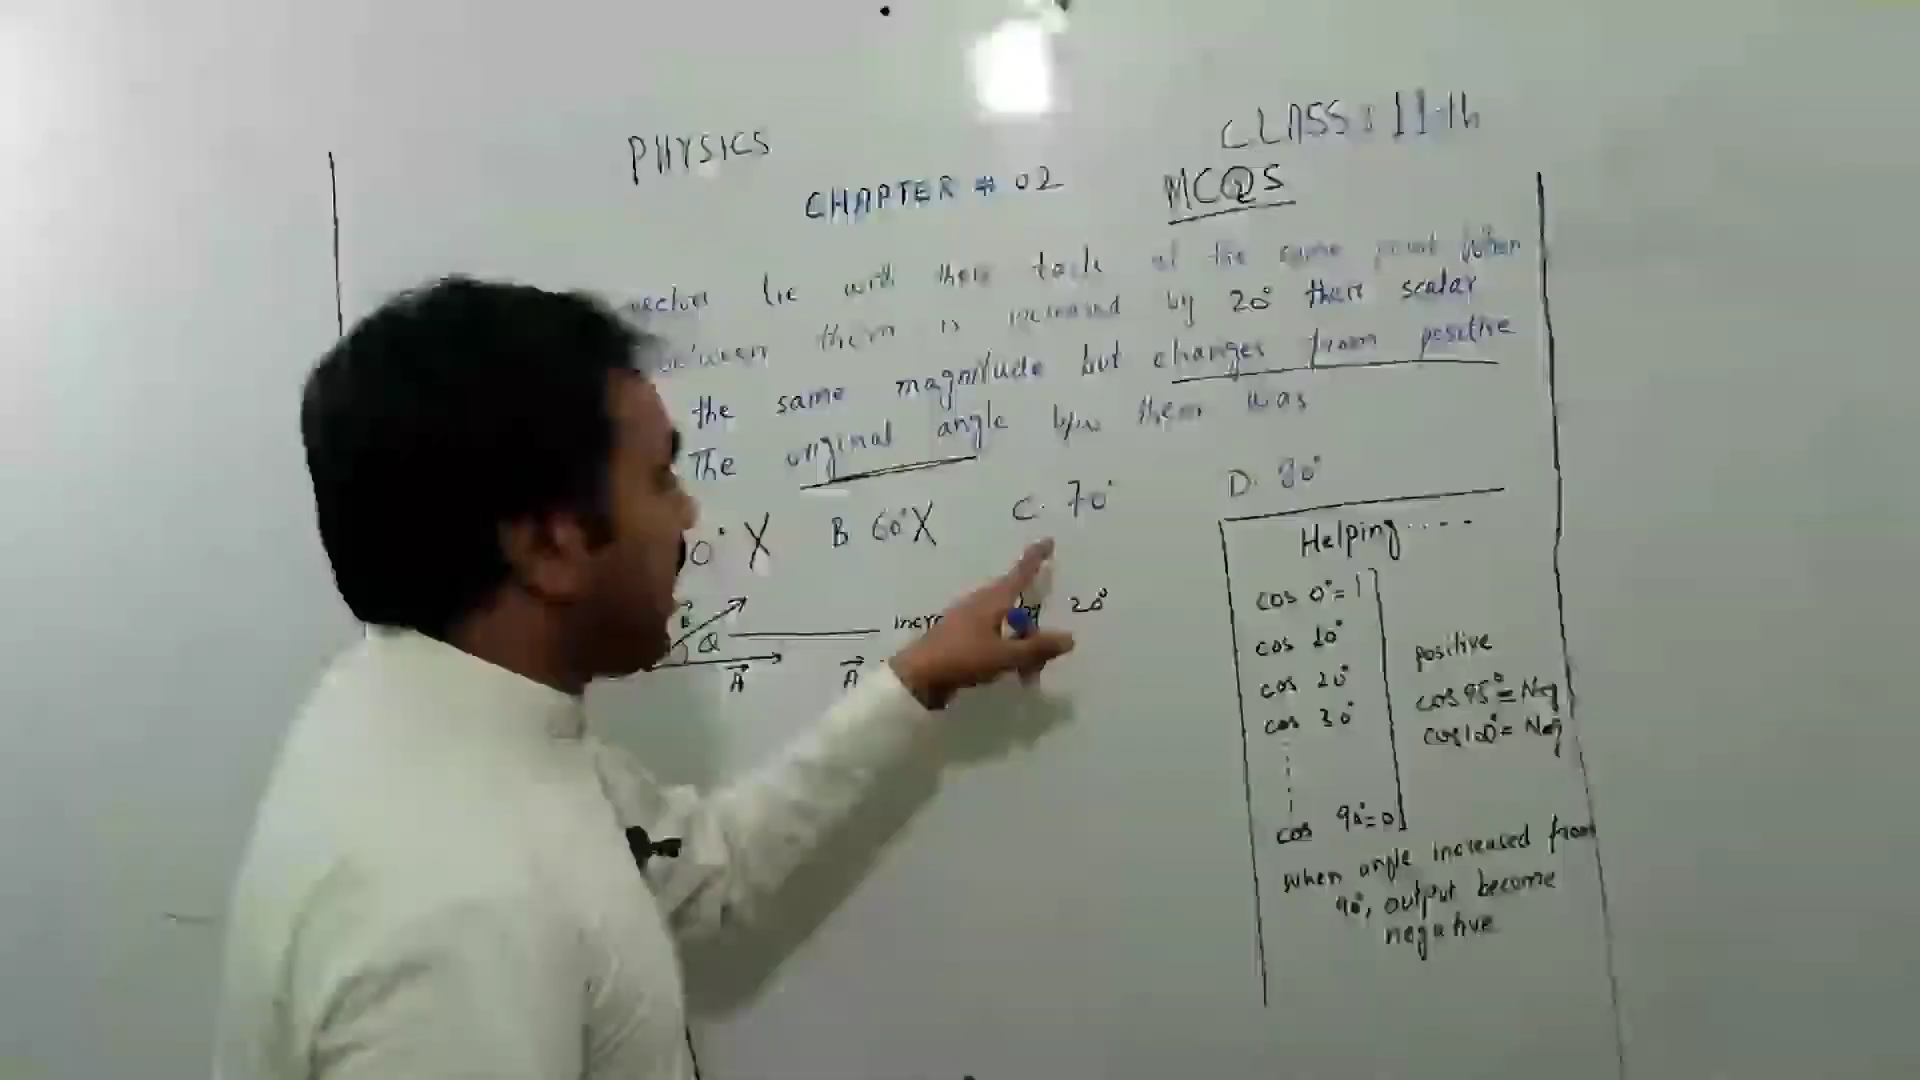 PHYSICS
CLASS: 11th
CHAPTER # 02
MCQS
vectors lie with their tails at the same point when
between them is increased by 20° their scalar
the same magnitude but changes from positive
The original angle b/w them was
0° X B 60° X C. 70° D. 80°
B
Q
A
A
by 20°
Helping....
cos 0° = 1
cos 10°
cos 20°
cos 30°
cos 90° = 0
positive
cos 95° = Neg
cos 100° = Neg
when angle increased from
90°, output become
negative